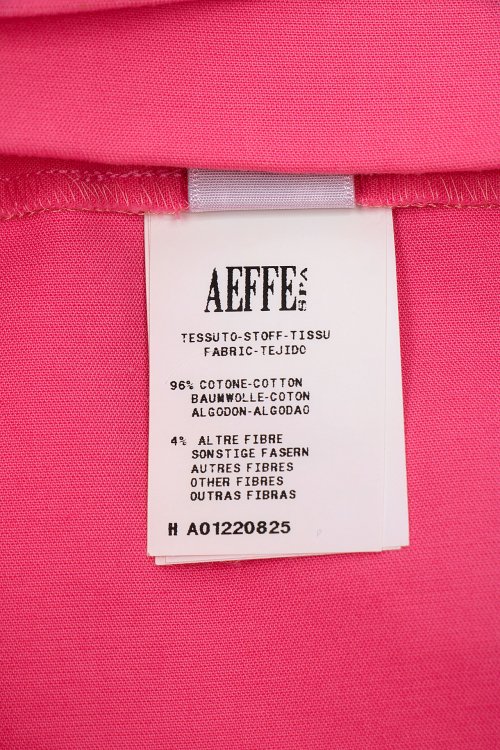 AEFFE SPA
TESSUTO-STOFF-TISSU
FABRIC-TEJIDO
96% COTONE-COTTON
BAUMWOLLE-COTON
ALGODON-ALGODAO
4% ALTRE FIBRE
SONSTIGE FASERN
AUTRES FIBRES
OTHER FIBRES
OUTRAS FIBRAS
H A01220825